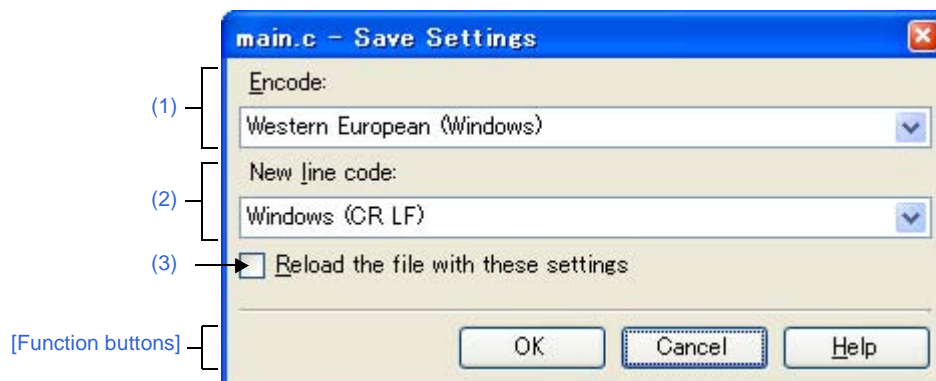 main.c - Save Settings
(1)
Encode:
Western European (Windows)
(2)
New line code:
Windows (CR LF)
(3)
Reload the file with these settings
[Function buttons]
OK Cancel Help